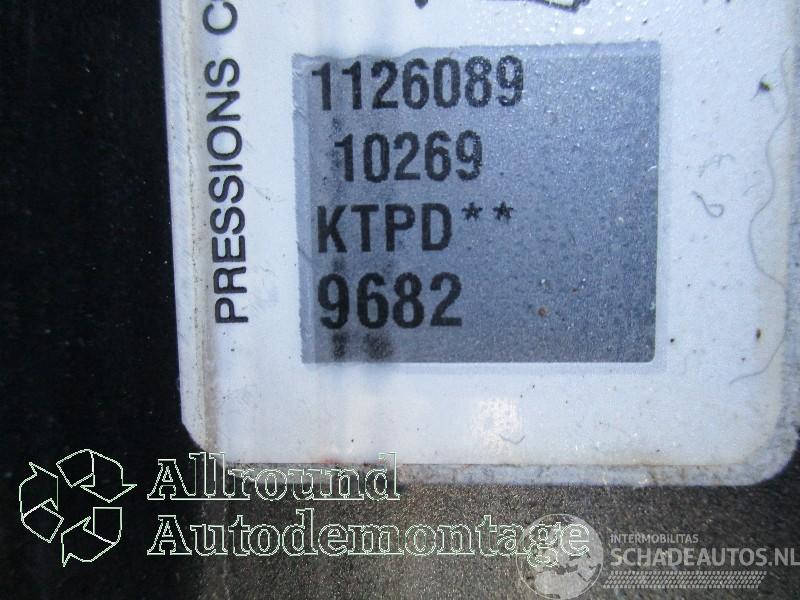 PRESSIONS C
1126089
10269
KTPD**
9682
Allround
Autodemontage
INTERMOBILITAS
SCHADEAUTOS.NL